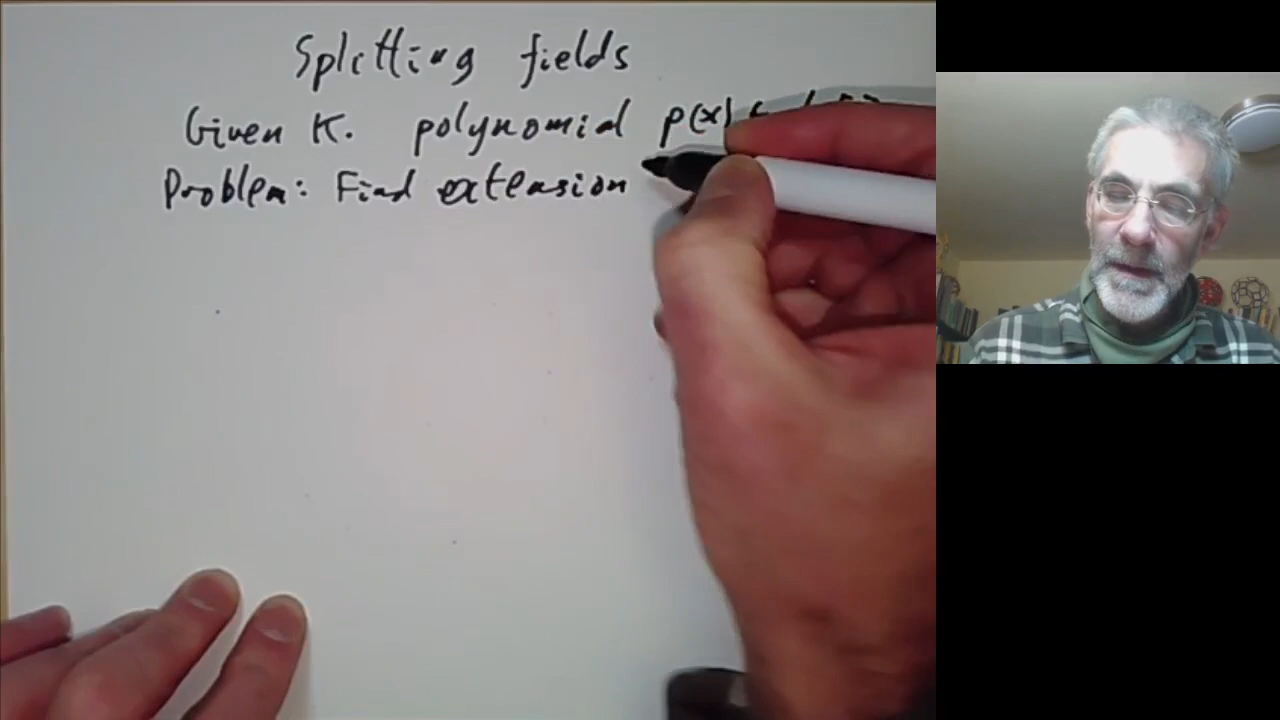 Splitting fields
Given K. polynomial p(x)
Problem: Find extension